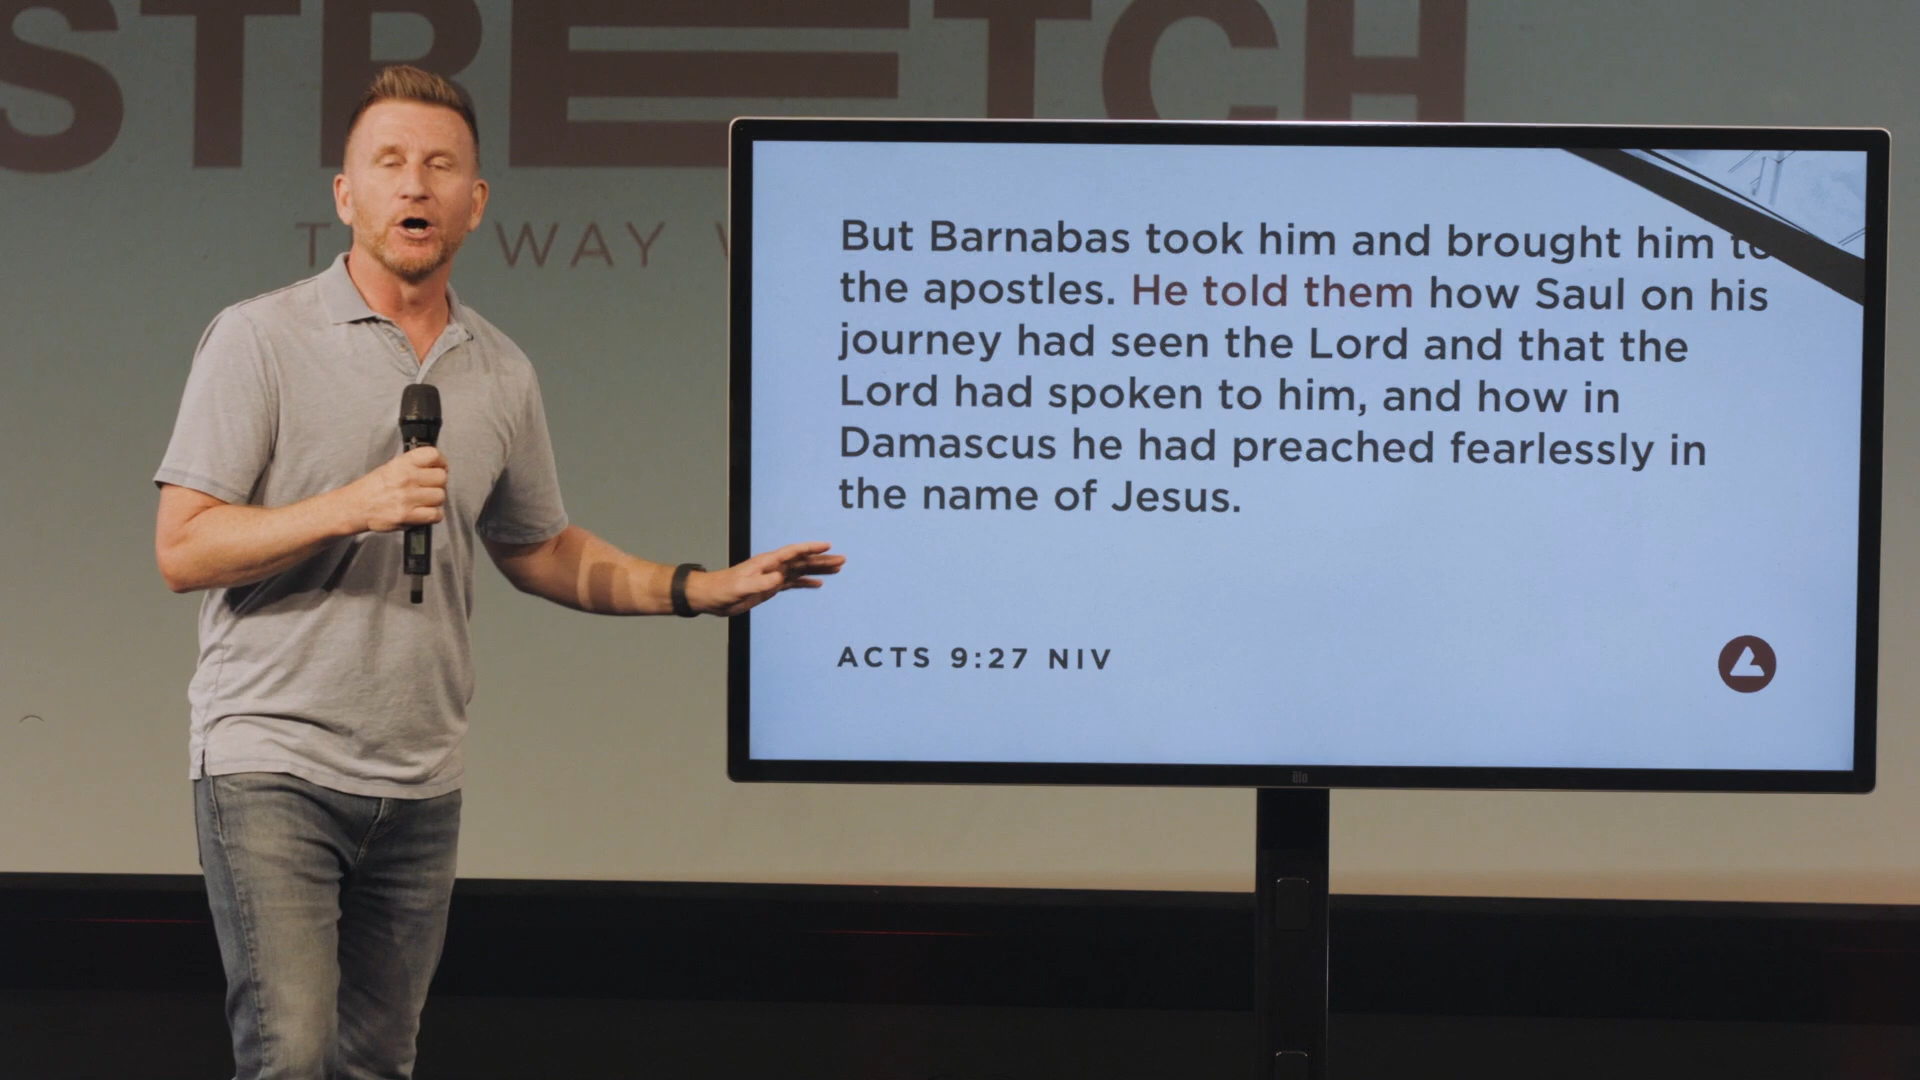 STRETCH
WAY
But Barnabas took him and brought him to
the apostles. He told them how Saul on his
journey had seen the Lord and that the
Lord had spoken to him, and how in
Damascus he had preached fearlessly in
the name of Jesus.
ACTS 9:27 NIV
elo